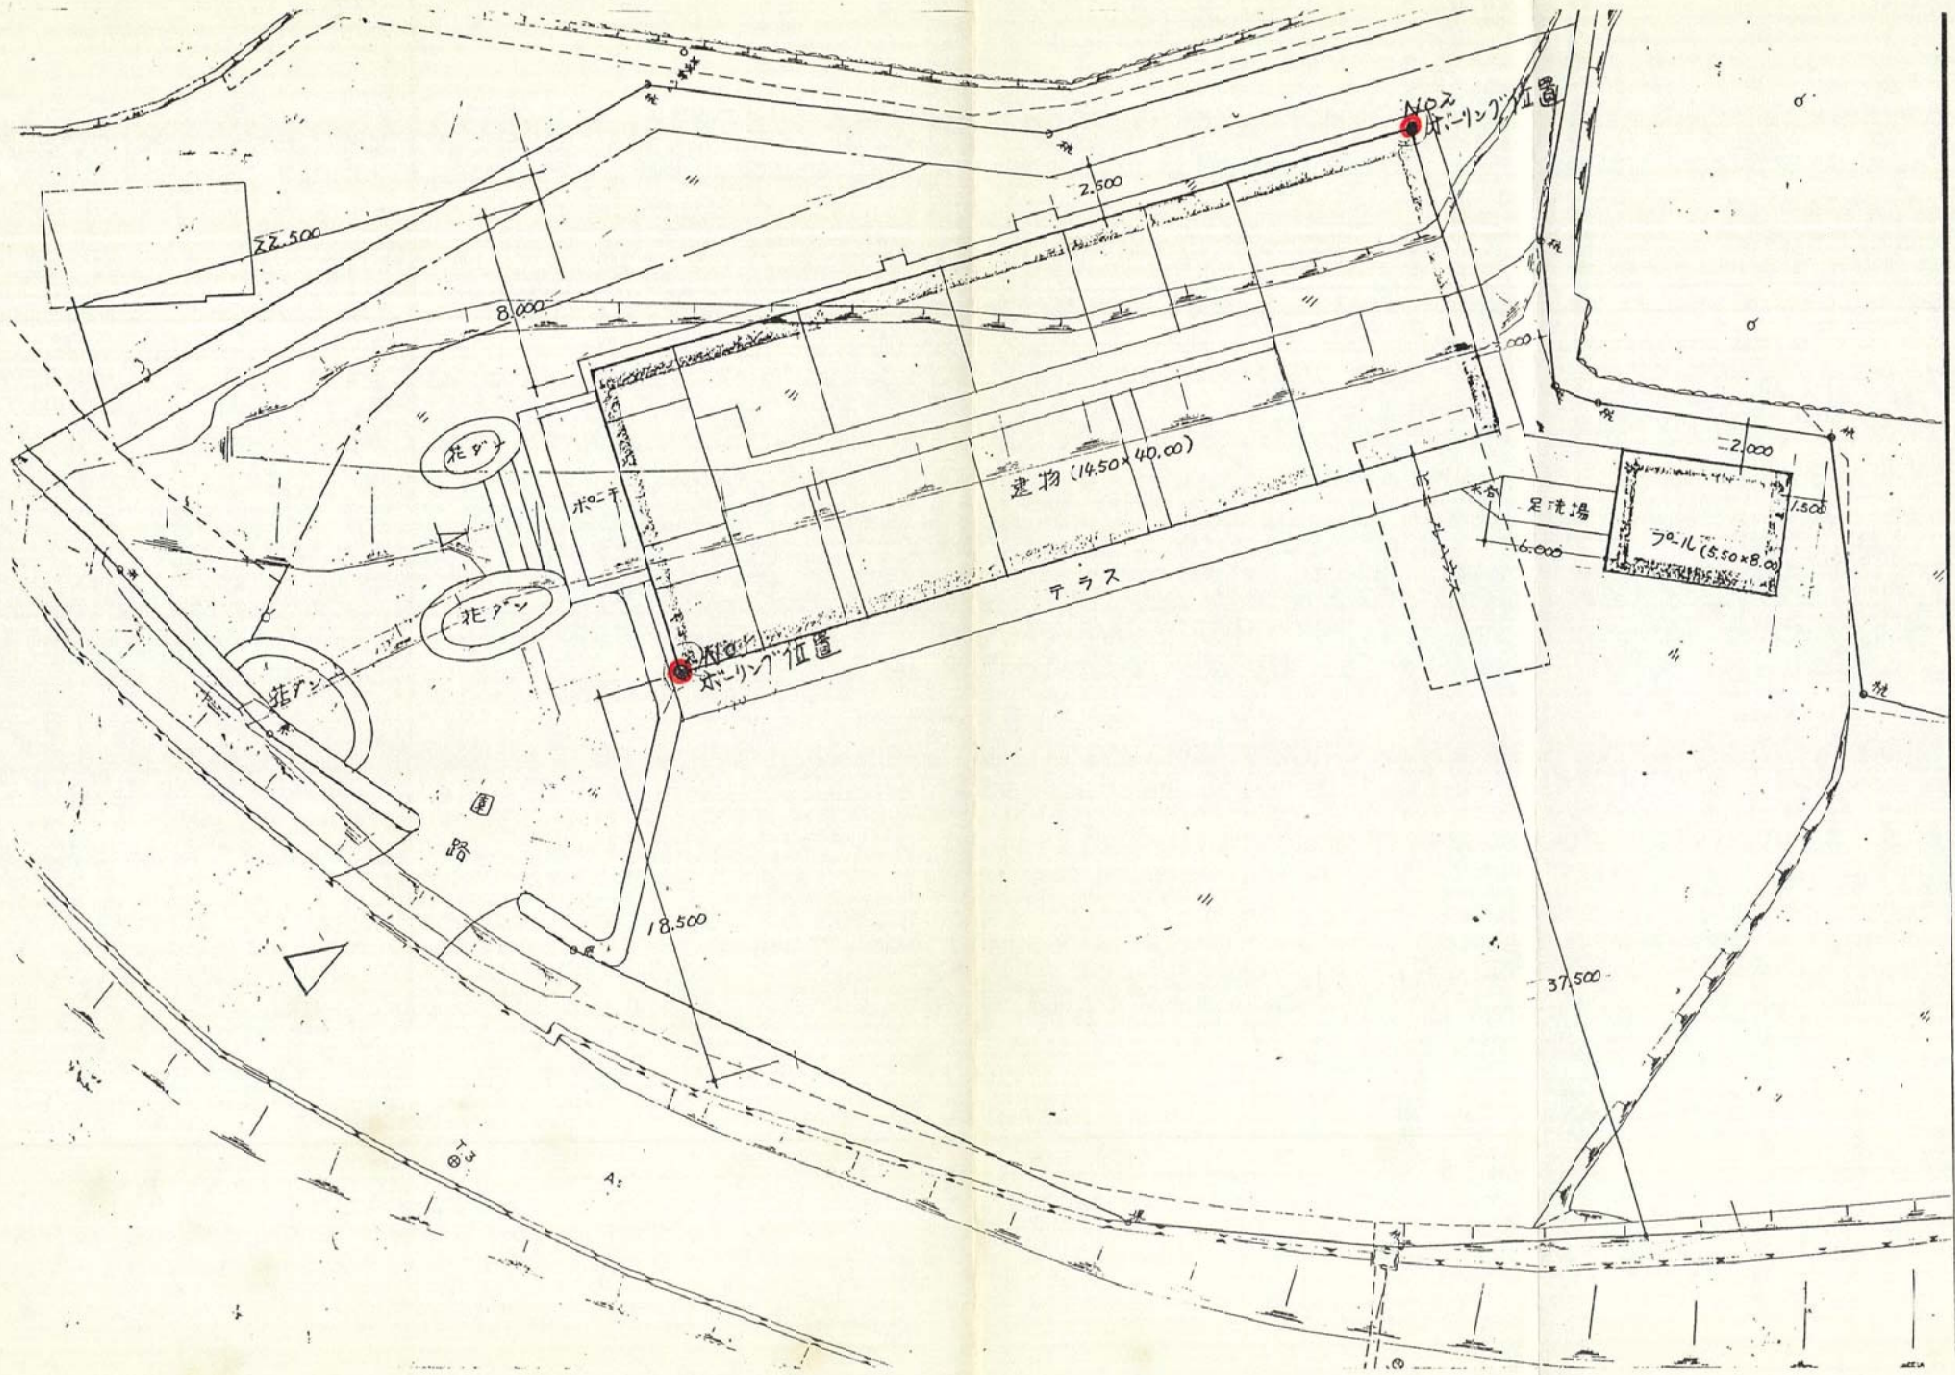 NO2
ボーリング位置
2.500
22.500
8.000
花ダン
ポーチ
建物(14.50×40.00)
2.000
1.500
足洗場
プール(5.50×8.00)
6.000
テラス
花ダン
NO.1
ボーリング位置
花ダン
園
路
18.500
37.500
T.3
As